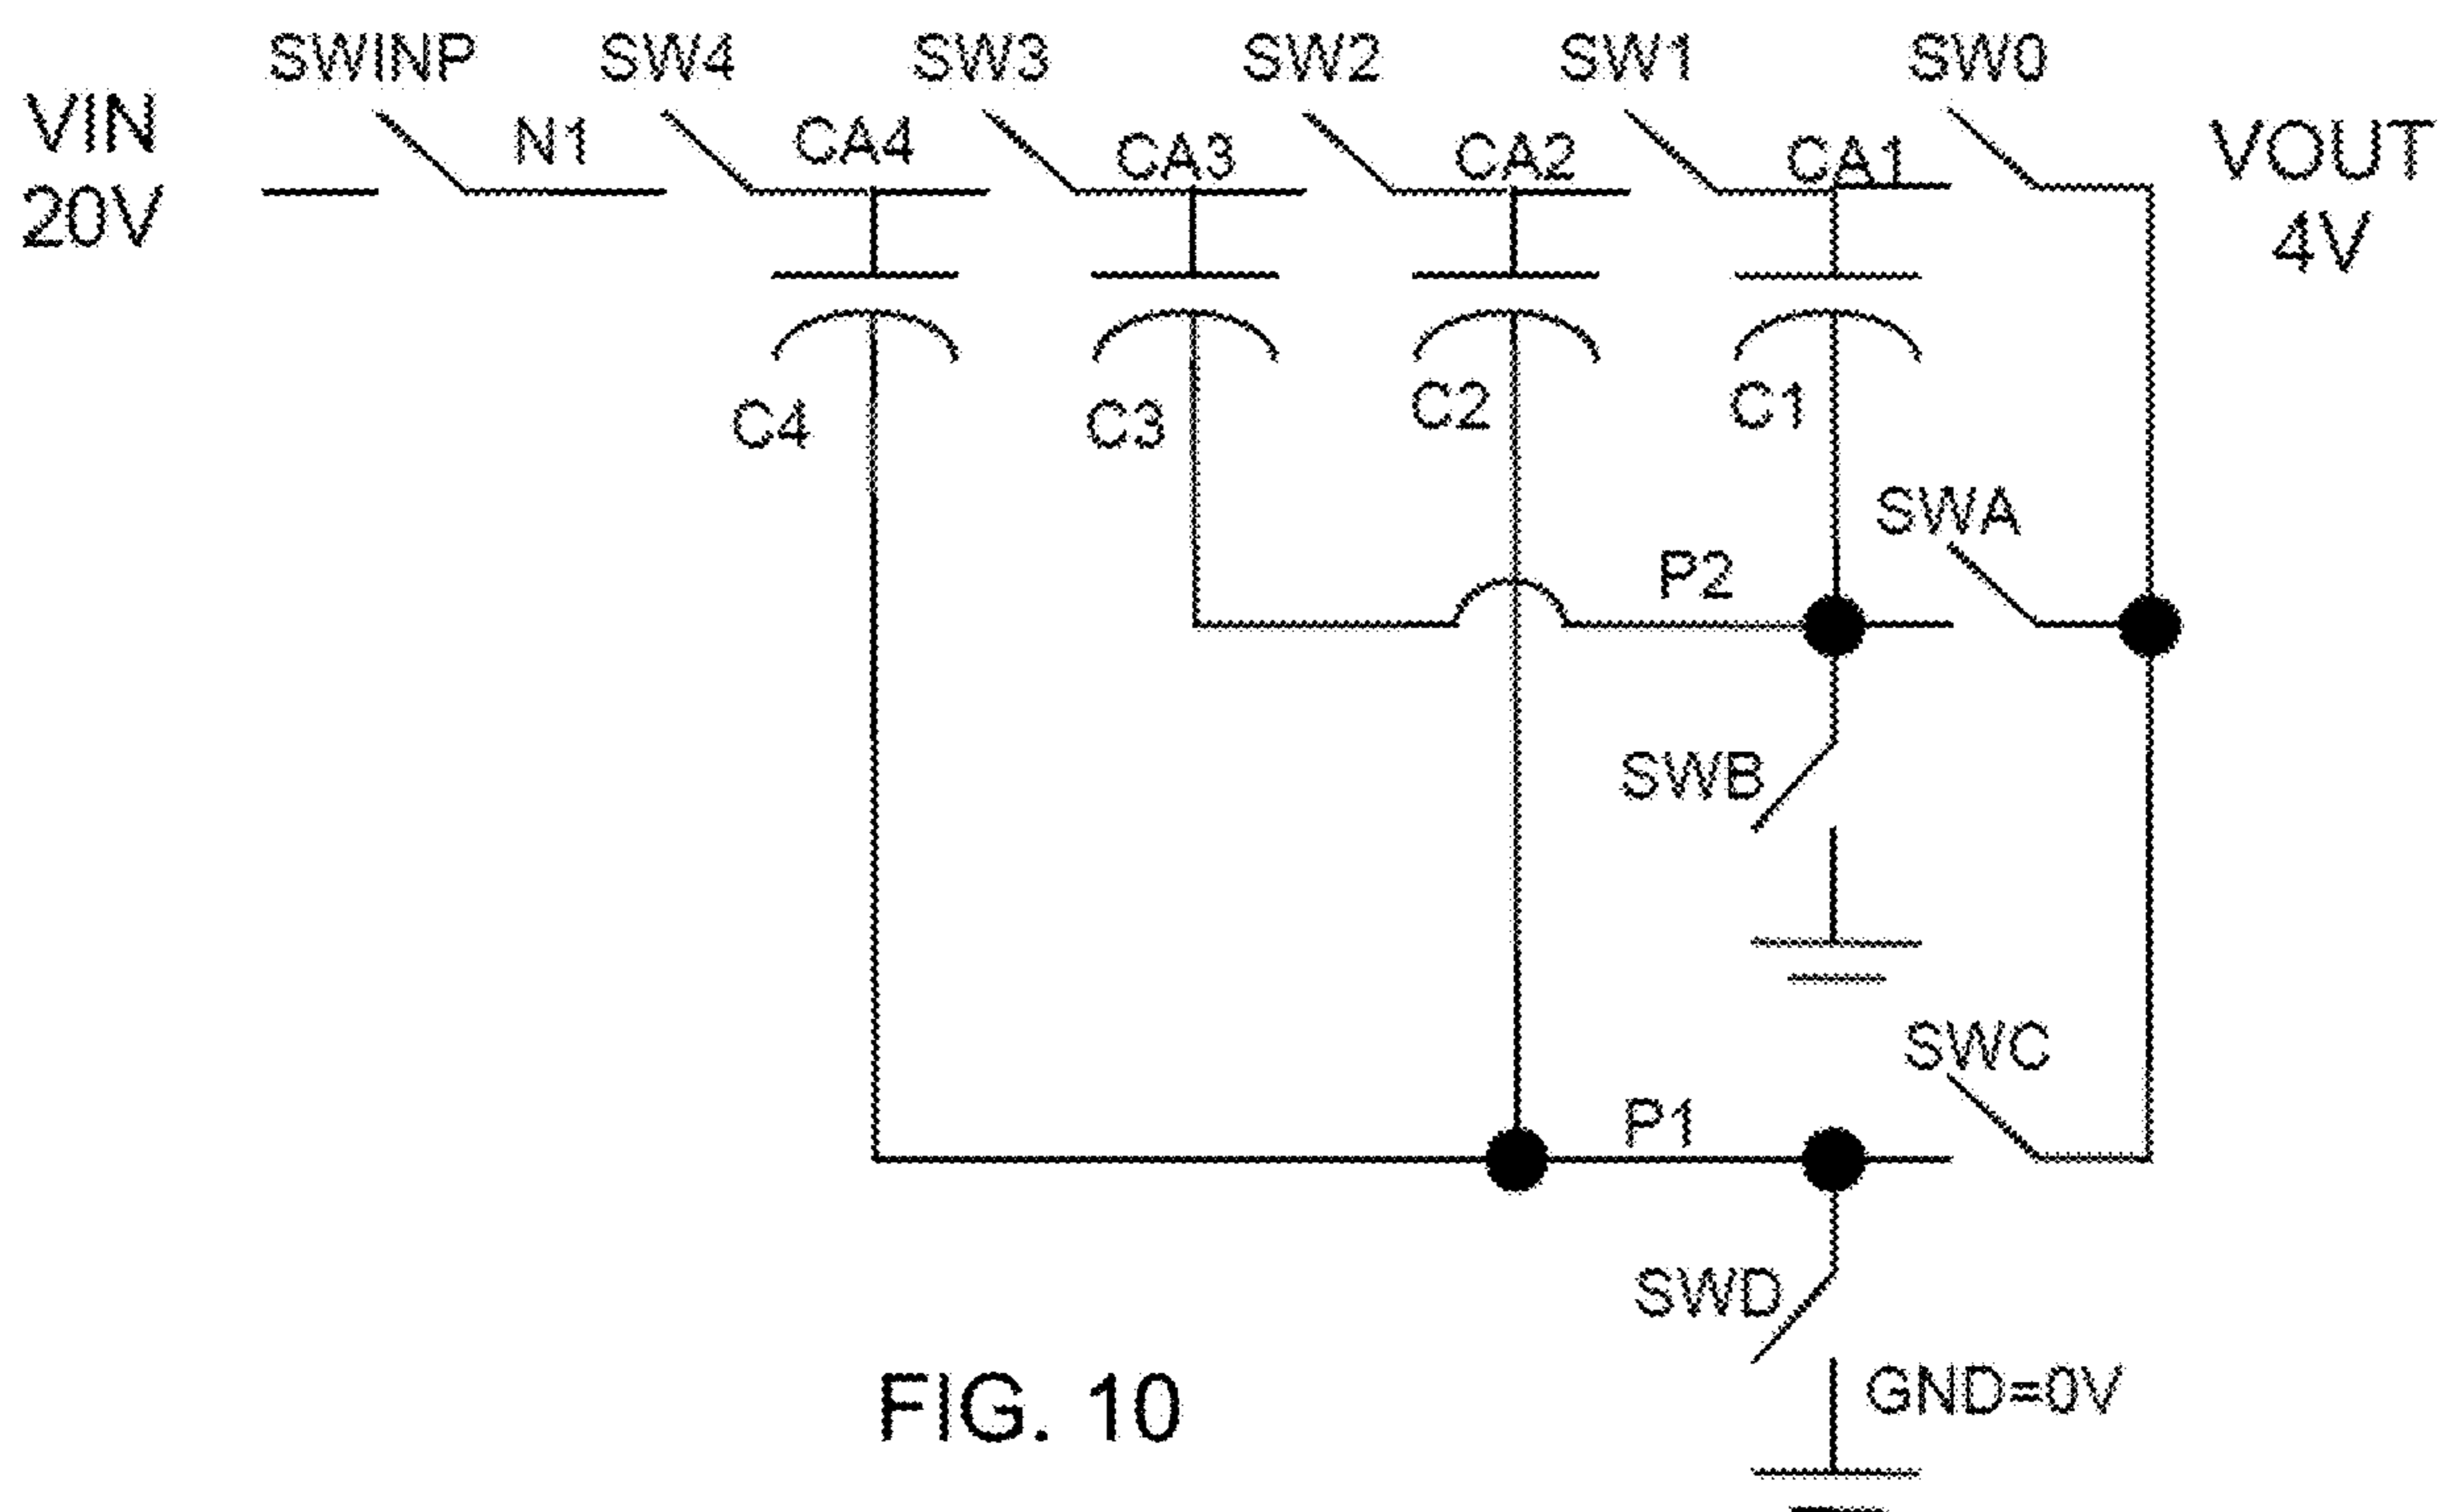 SWINP SW4 SW3 SW2 SW1 SW0
VIN N1 CA4 CA3 CA2 CA1 VOUT
20V 4V
C4 C3 C2 C1
SWA
P2
SWB
SWC
P1
SWD
GND=0V
FIG. 10